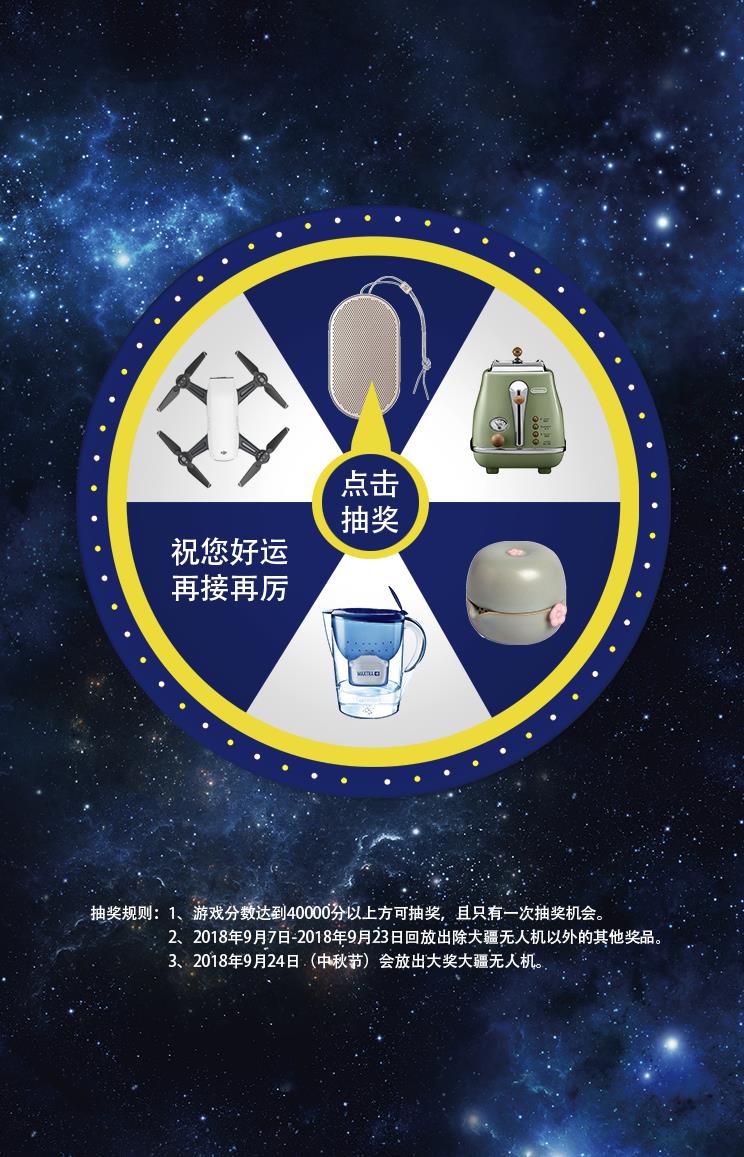 点击
抽奖
祝您好运
再接再厉
MAXTRA
抽奖规则：1、游戏分数达到40000分以上方可抽奖，且只有一次抽奖机会。
2、2018年9月7日-2018年9月23日回放出除大疆无人机以外的其他奖品。
3、2018年9月24日（中秋节）会放出大奖大疆无人机。